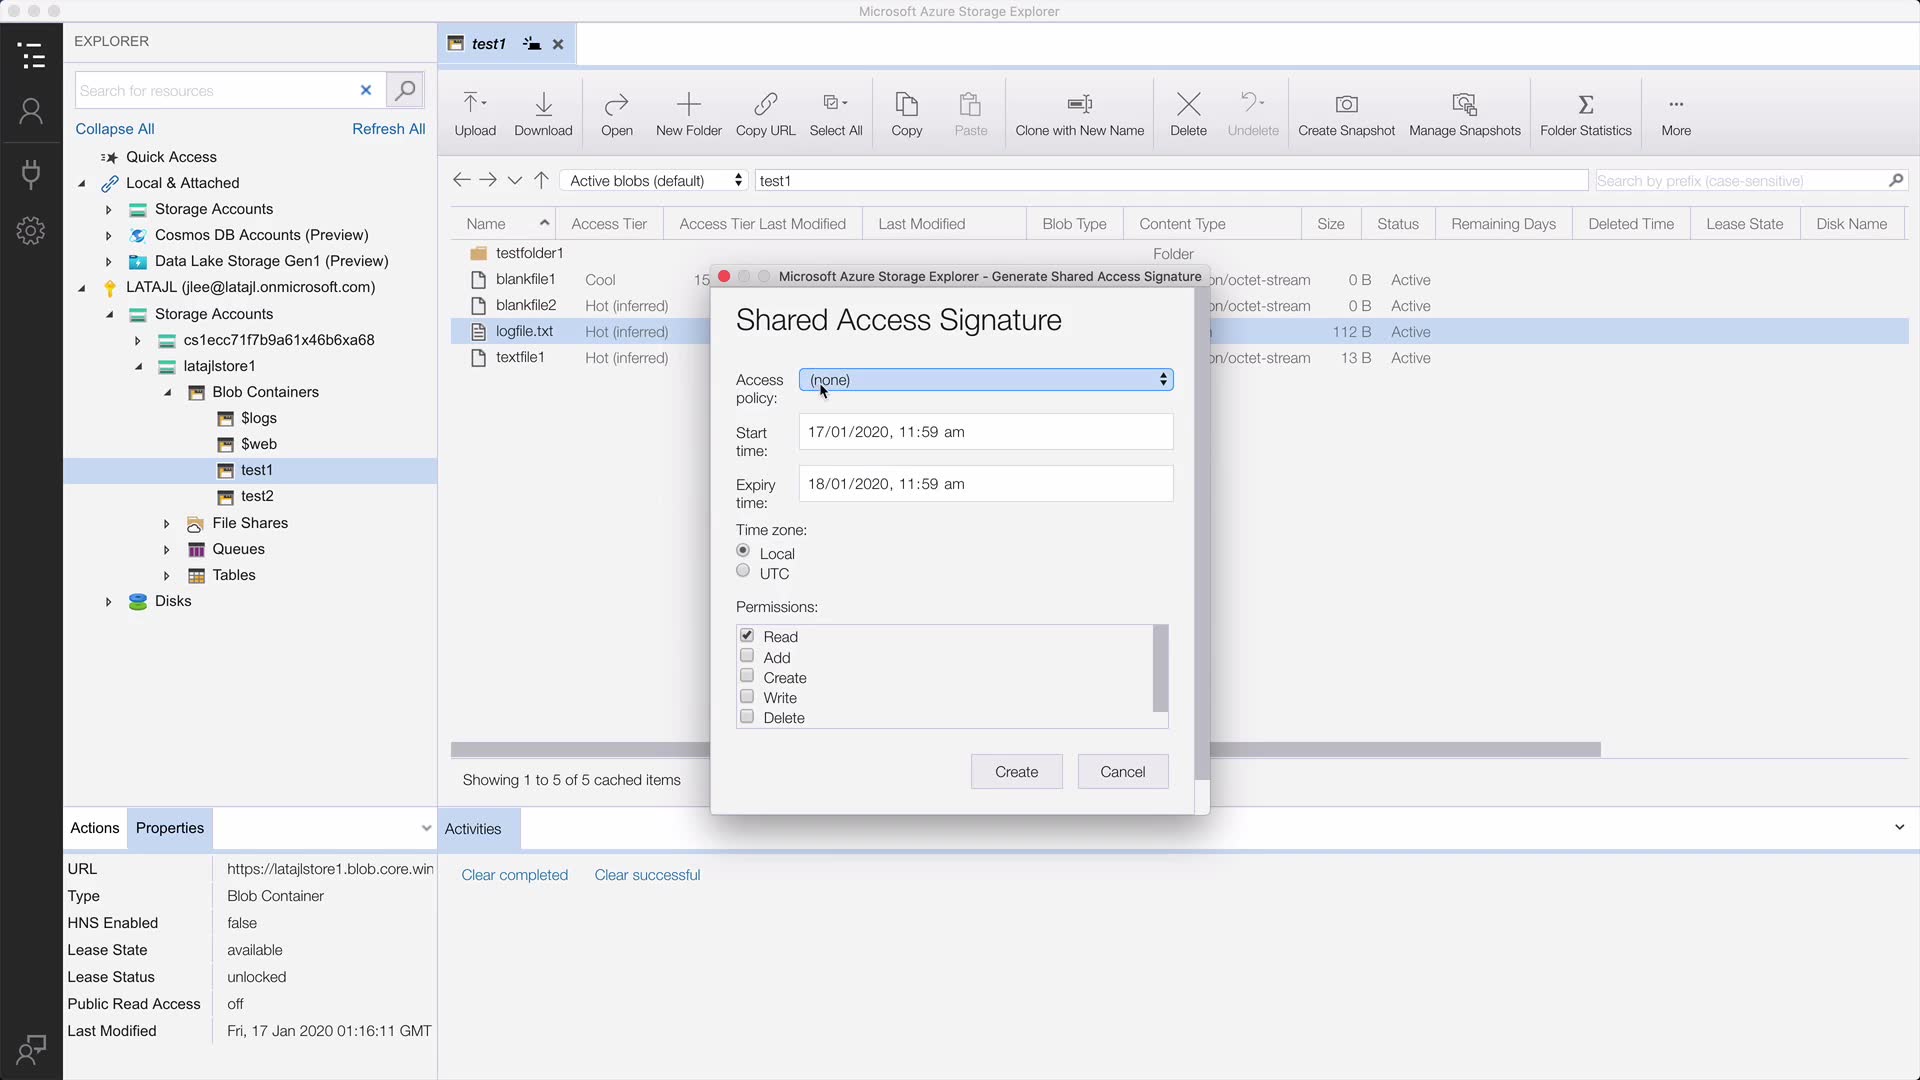 Microsoft Azure Storage Explorer
EXPLORER
Search for resources
Collapse All
Refresh All
Quick Access
Local & Attached
Storage Accounts
Cosmos DB Accounts (Preview)
Data Lake Storage Gen1 (Preview)
LATAJL (jlee@latajl.onmicrosoft.com)
Storage Accounts
cs1ecc71f7b9a61x46b6xa68
latajlstore1
Blob Containers
$logs
$web
test1
test2
File Shares
Queues
Tables
Disks
test1
Upload
Download
Open
New Folder
Copy URL
Select All
Copy
Paste
Clone with New Name
Delete
Undelete
Create Snapshot
Manage Snapshots
Folder Statistics
More
Active blobs (default)
test1
Search by prefix (case-sensitive)
Name Access Tier Access Tier Last Modified Last Modified Blob Type Content Type Size Status Remaining Days Deleted Time Lease State Disk Name
testfolder1 Folder
blankfile1 Cool 15 on/octet-stream 0 B Active
blankfile2 Hot (inferred) on/octet-stream 0 B Active
logfile.txt Hot (inferred) 112 B Active
textfile1 Hot (inferred) on/octet-stream 13 B Active
Showing 1 to 5 of 5 cached items
Microsoft Azure Storage Explorer - Generate Shared Access Signature
Shared Access Signature
Access policy: (none)
Start time: 17/01/2020, 11:59 am
Expiry time: 18/01/2020, 11:59 am
Time zone:
Local
UTC
Permissions:
Read
Add
Create
Write
Delete
Create
Cancel
Actions
Properties
URL https://latajlstore1.blob.core.win
Type Blob Container
HNS Enabled false
Lease State available
Lease Status unlocked
Public Read Access off
Last Modified Fri, 17 Jan 2020 01:16:11 GMT
Activities
Clear completed
Clear successful